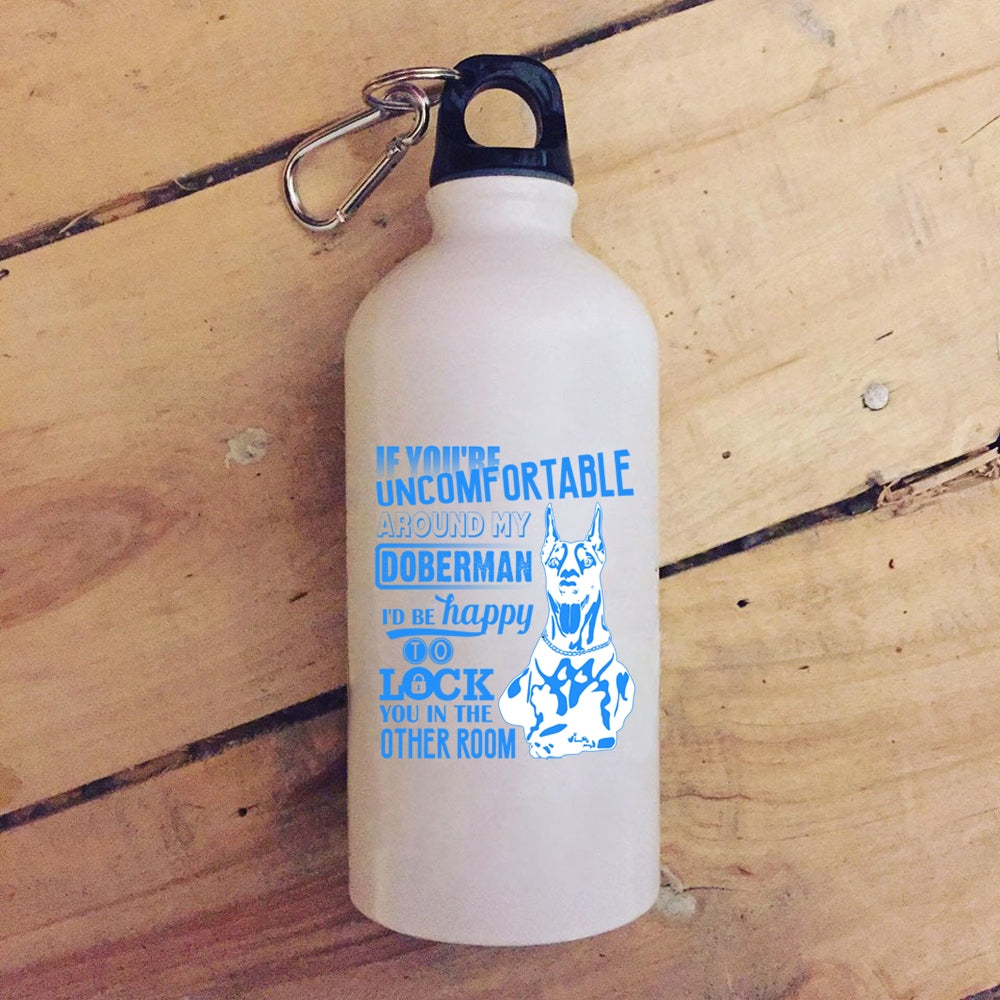 IF YOU'RE
UNCOMFORTABLE
AROUND MY
DOBERMAN
I'D BE happy
TO
LOCK
YOU IN THE
OTHER ROOM